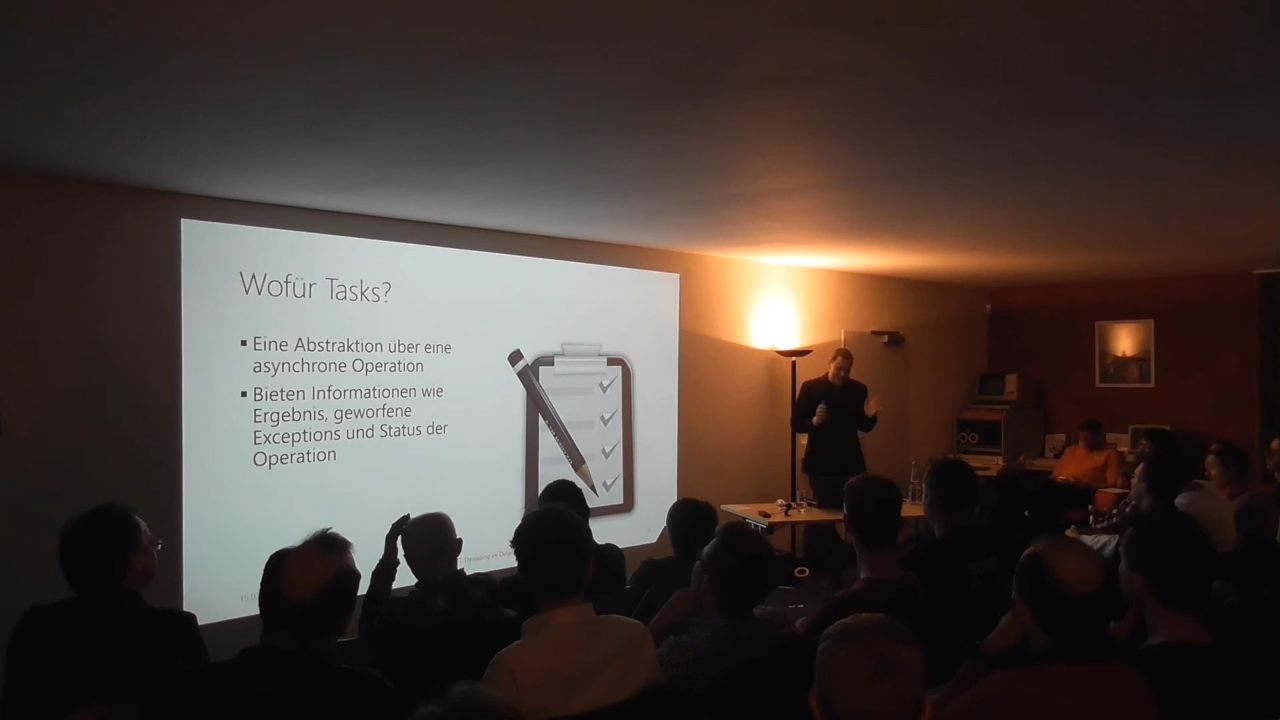 Wofür Tasks?
▪ Eine Abstraktion über eine
asynchrone Operation
▪ Bieten Informationen wie
Ergebnis, geworfene
Exceptions und Status der
Operation